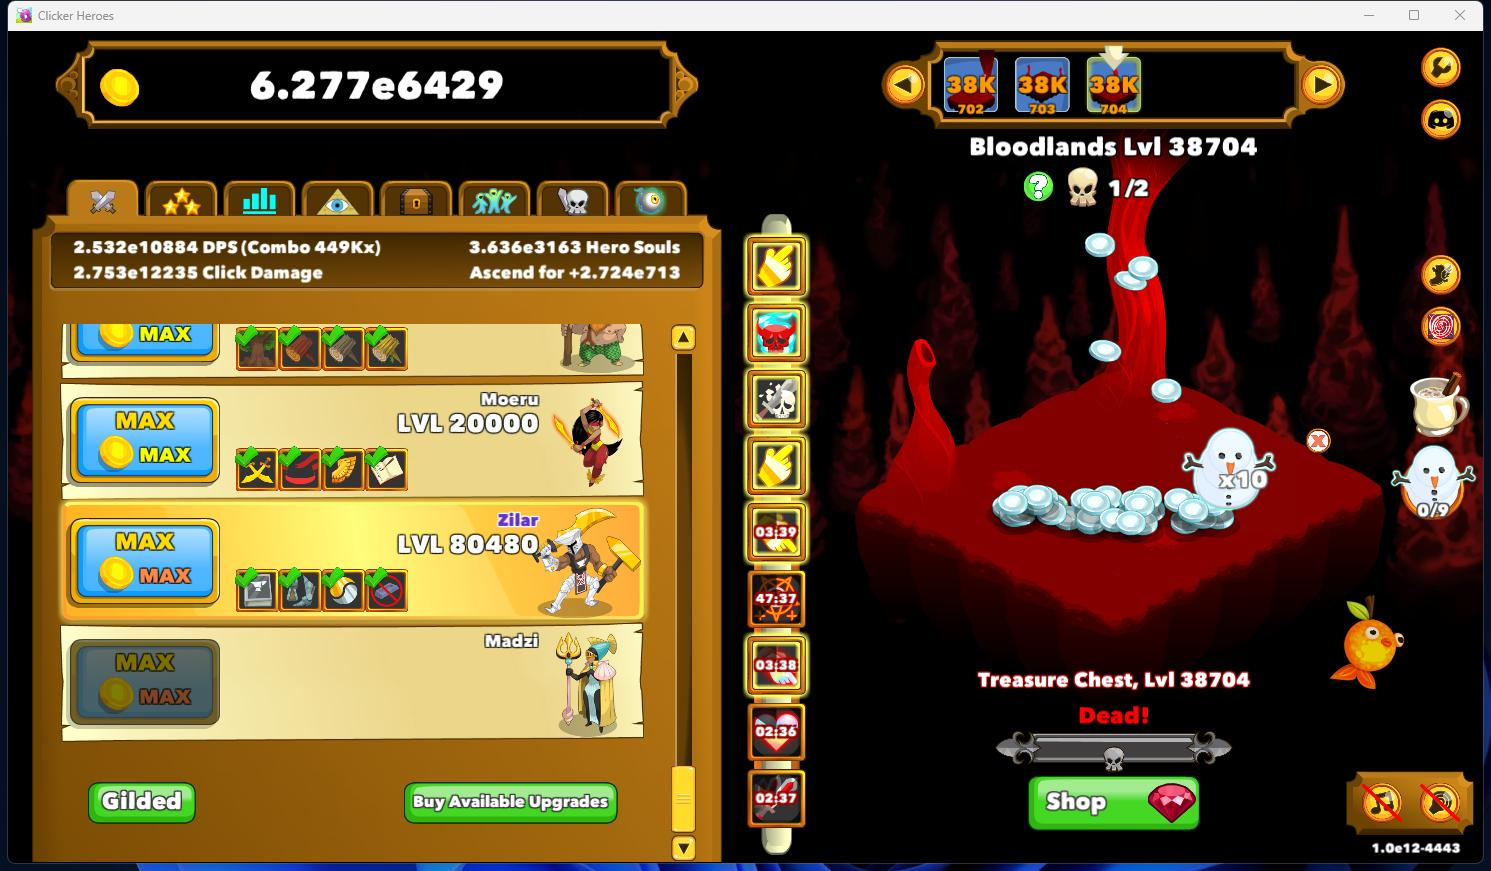 Clicker Heroes
6.277e6429
38K 38K 38K
702 703 704
Bloodlands Lvl 38704
1/2
2.532e10884 DPS (Combo 449Kx)
3.636e3163 Hero Souls
2.753e12235 Click Damage
Ascend for +2.724e713
MAX
Moeru
LVL 20000
MAX
MAX
Zilar
LVL 80480
MAX
MAX
Madzi
MAX
MAX
Gilded
Buy Available Upgrades
03:39
47:37
03:38
02:36
02:37
x10
0/9
Treasure Chest, Lvl 38704
Dead!
Shop
1.0e12-4443